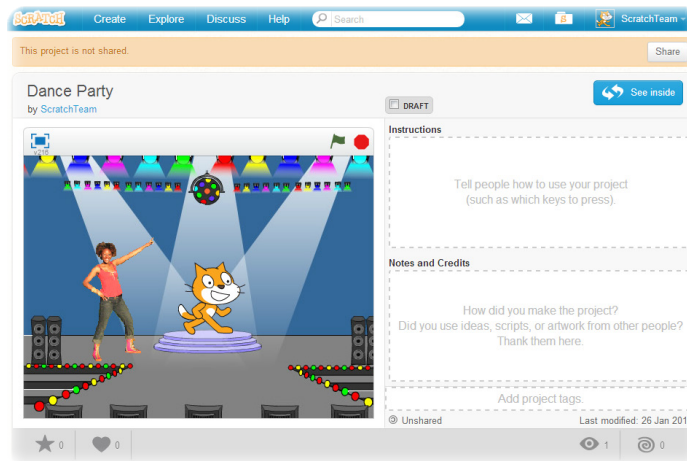 SCRATCH Create Explore Discuss Help Search ScratchTeam
This project is not shared. Share
Dance Party
by ScratchTeam
DRAFT
See inside
v216
Instructions
Tell people how to use your project
(such as which keys to press).
Notes and Credits
How did you make the project?
Did you use ideas, scripts, or artwork from other people?
Thank them here.
Add project tags.
Unshared Last modified: 26 Jan 201
0 0 1 0